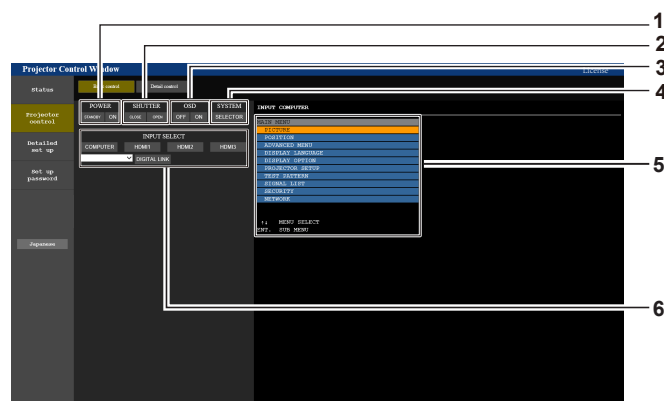 1
2
3
4
5
6
Projector Control Window
License
Status
Basic control
Detail control
Projector
control
Detailed
set up
Set up
password
Japanese
POWER
STANDBY ON
SHUTTER
CLOSE OPEN
OSD
OFF ON
SYSTEM
SELECTOR
INPUT SELECT
COMPUTER HDMI1 HDMI2 HDMI3
DIGITAL LINK
INPUT COMPUTER
MAIN MENU
PICTURE
POSITION
ADVANCED MENU
DISPLAY LANGUAGE
DISPLAY OPTION
PROJECTOR SETUP
TEST PATTERN
SIGNAL LIST
SECURITY
NETWORK
MENU SELECT
ENT. SUB MENU